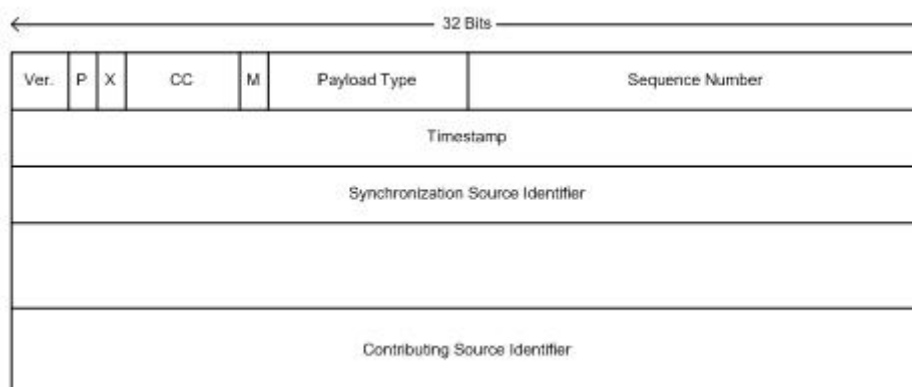 32 Bits
Ver. P X CC M Payload Type Sequence Number
Timestamp
Synchronization Source Identifier
Contributing Source Identifier